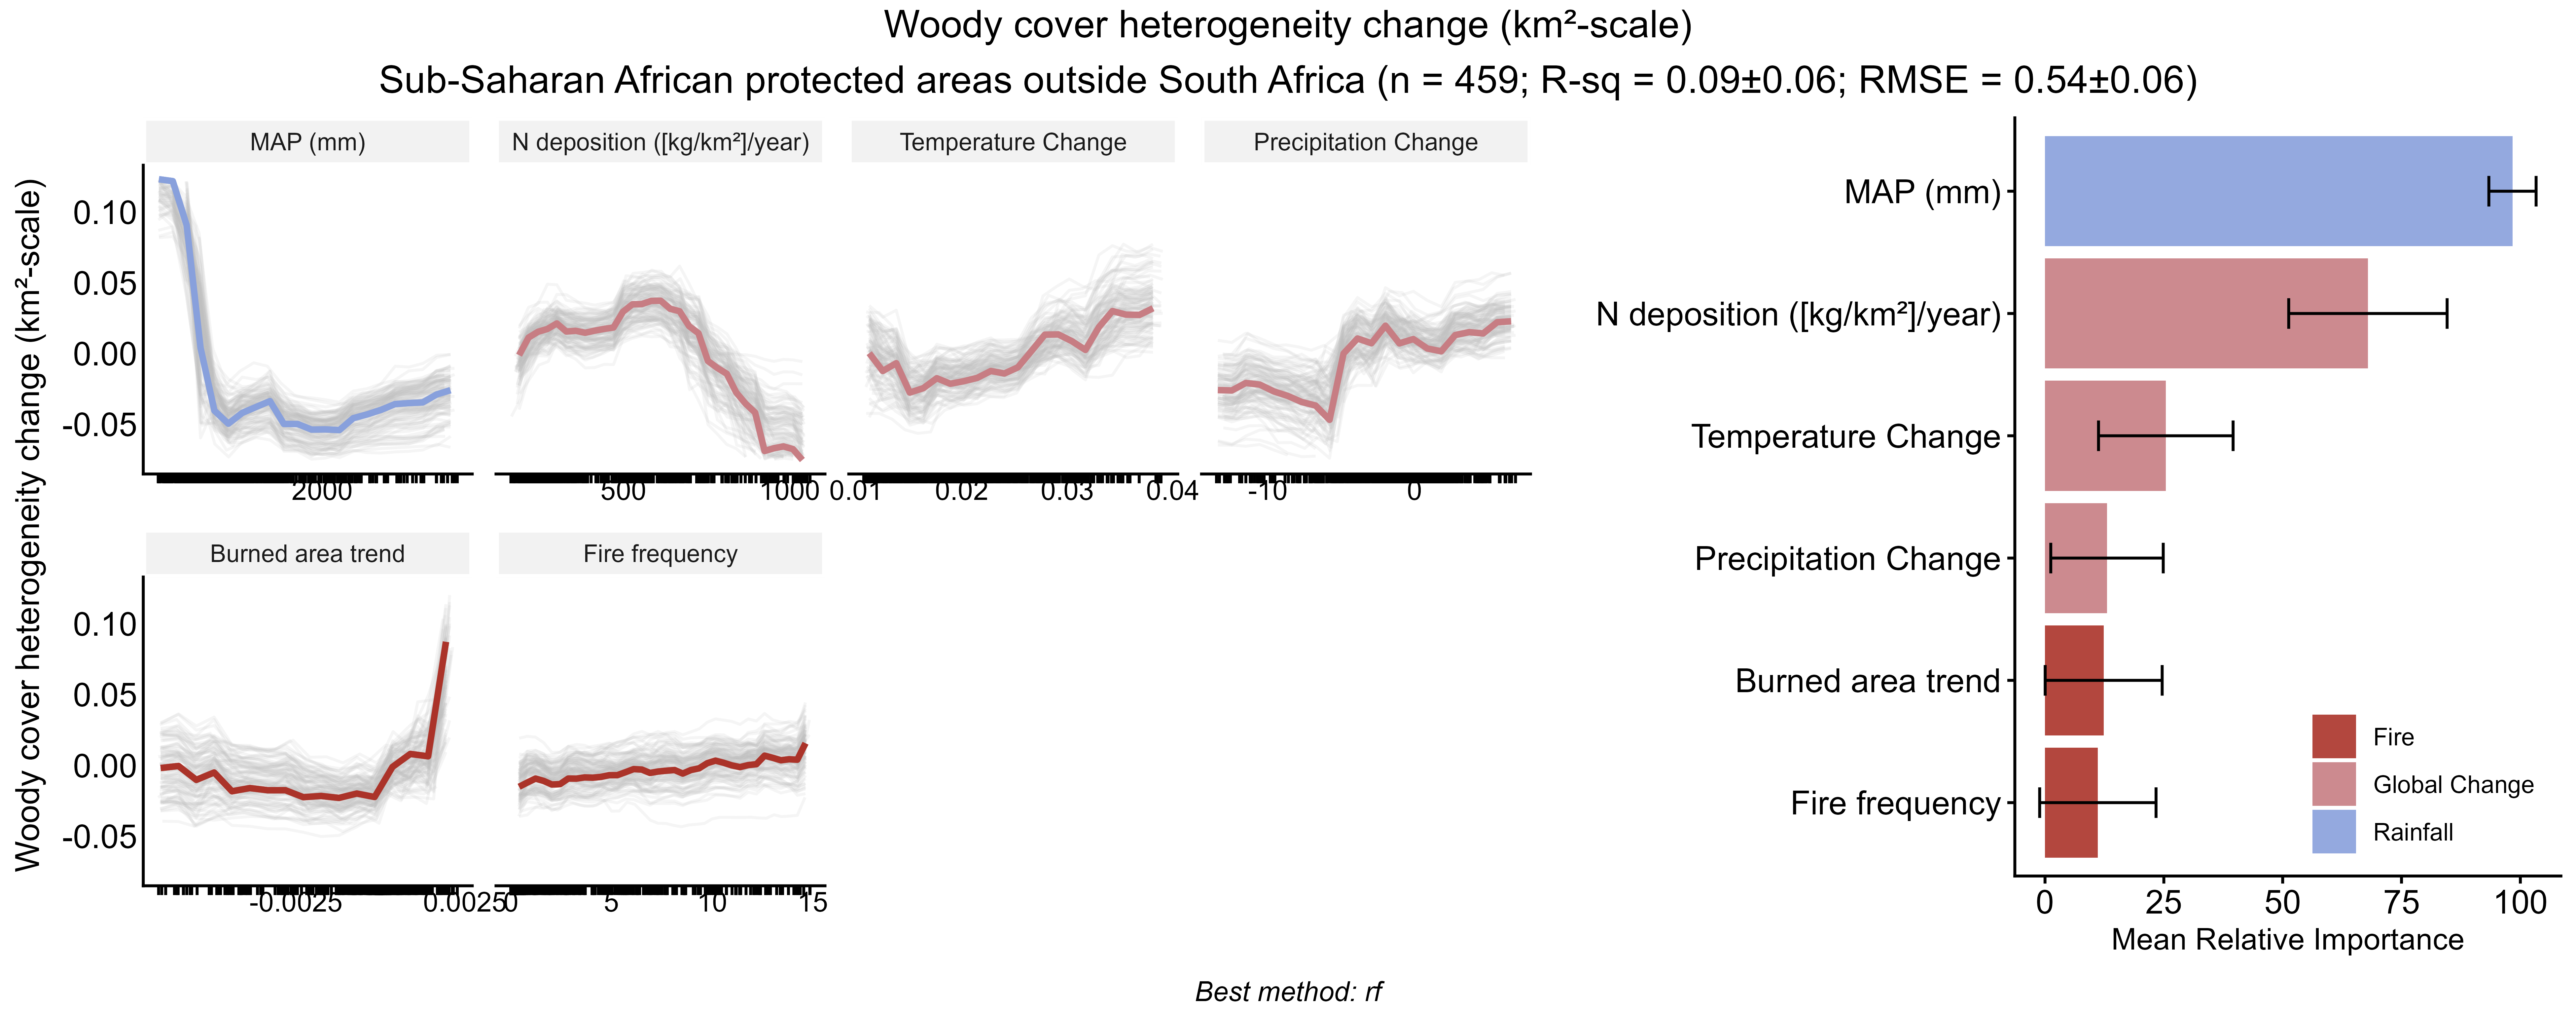 Woody cover heterogeneity change (km²-scale)
Sub-Saharan African protected areas outside South Africa (n = 459; R-sq = 0.09±0.06; RMSE = 0.54±0.06)
Woody cover heterogeneity change (km²-scale)
MAP (mm)
N deposition ([kg/km²]/year)
Temperature Change
Precipitation Change
0.10
0.05
0.00
-0.05
2000
500
1000
0.01
0.02
0.03
0.04
-10
0
Burned area trend
Fire frequency
0.10
0.05
0.00
-0.05
-0.0025
0.0025
0
5
10
15
MAP (mm)
N deposition ([kg/km²]/year)
Temperature Change
Precipitation Change
Burned area trend
Fire frequency
Fire
Global Change
Rainfall
0
25
50
75
100
Mean Relative Importance
Best method: rf